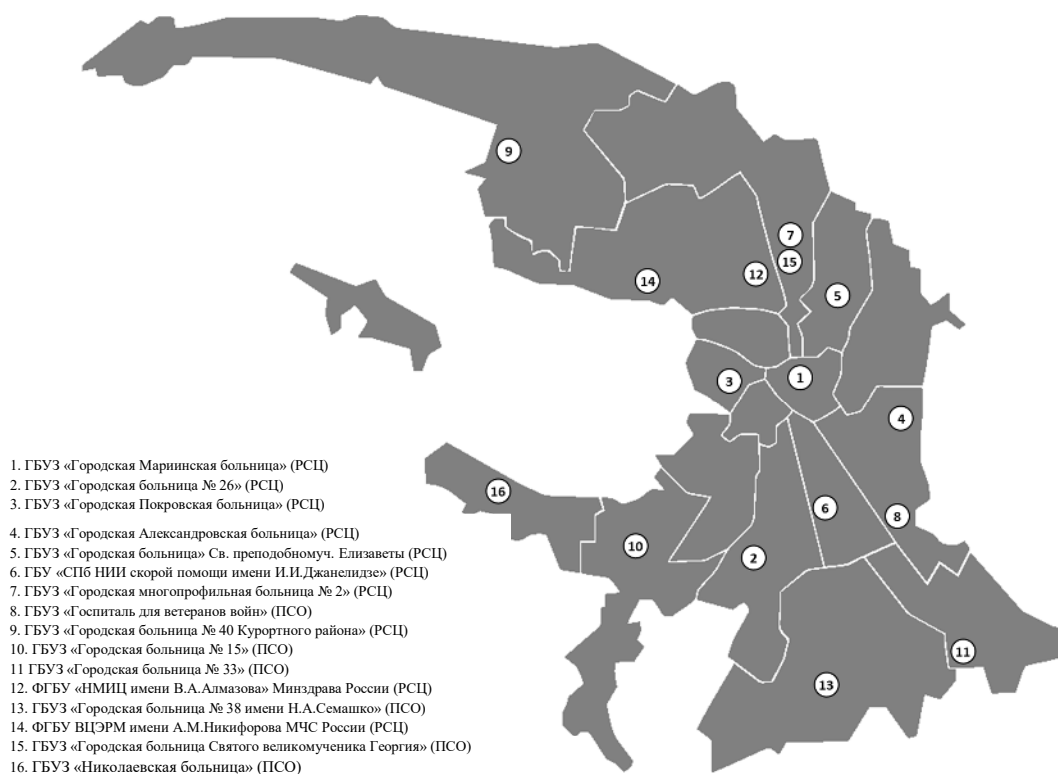 9
7
15
12
14
5
1
3
4
16
6
8
10
2
11
13
1. ГБУЗ «Городская Мариинская больница» (РСЦ)
2. ГБУЗ «Городская больница № 26» (РСЦ)
3. ГБУЗ «Городская Покровская больница» (РСЦ)
4. ГБУЗ «Городская Александровская больница» (РСЦ)
5. ГБУЗ «Городская больница» Св. преподобномуч. Елизаветы (РСЦ)
6. ГБУ «СПб НИИ скорой помощи имени И.И.Джанелидзе» (РСЦ)
7. ГБУЗ «Городская многопрофильная больница № 2» (РСЦ)
8. ГБУЗ «Госпиталь для ветеранов войн» (ПСО)
9. ГБУЗ «Городская больница № 40 Курортного района» (РСЦ)
10. ГБУЗ «Городская больница № 15» (ПСО)
11 ГБУЗ «Городская больница № 33» (ПСО)
12. ФГБУ «НМИЦ имени В.А.Алмазова» Минздрава России (РСЦ)
13. ГБУЗ «Городская больница № 38 имени Н.А.Семашко» (ПСО)
14. ФГБУ ВЦЭРМ имени А.М.Никифорова МЧС России (РСЦ)
15. ГБУЗ «Городская больница Святого великомученика Георгия» (ПСО)
16. ГБУЗ «Николаевская больница» (ПСО)